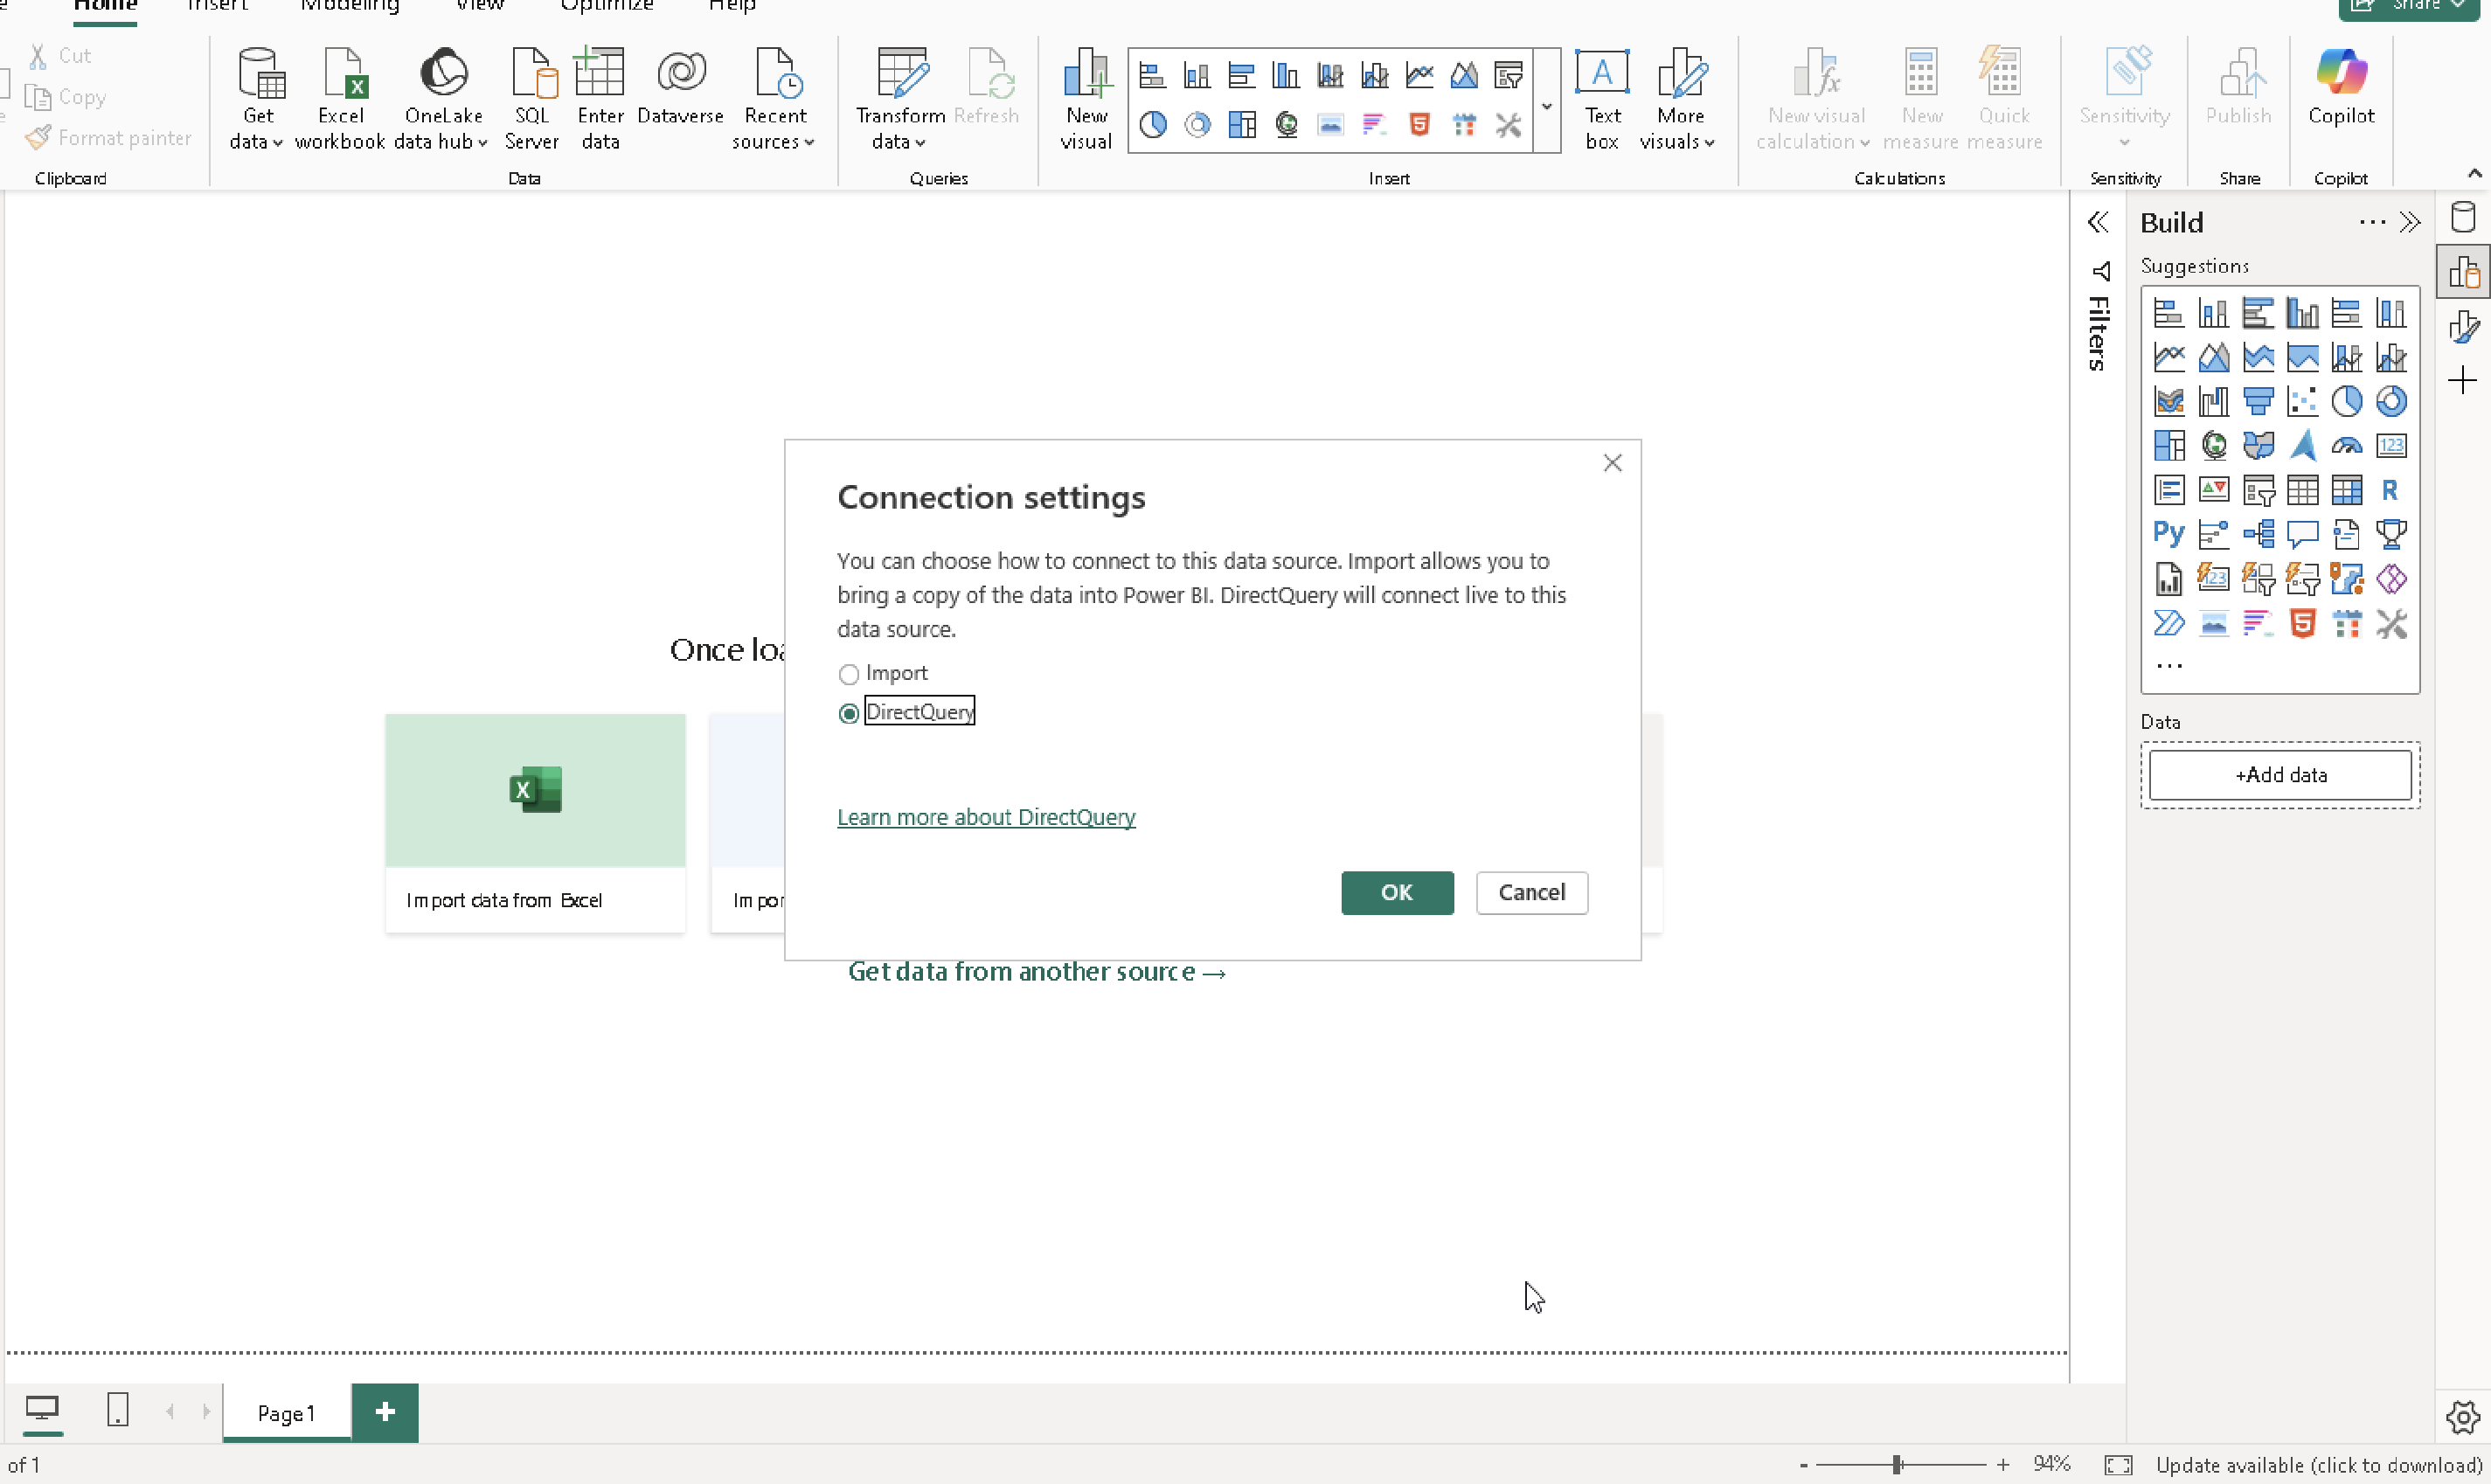 Home Insert Modeling View Optimize Help Share
Cut
Copy
Format painter
Clipboard
Get data
Excel workbook
OneLake data hub
SQL Server
Enter data
Dataverse
Recent sources
Data
Transform data
Refresh
Queries
New visual
Insert
A
Text box
More visuals
New visual calculation
New measure
Quick measure
Calculations
Sensitivity
Sensitivity
Publish
Share
Copilot
Copilot
Build
Suggestions
Filters
123
R
Py
123
5
...
Data
+Add data
Once loa
Import data from Excel
Impor
Get data from another source →
Connection settings
You can choose how to connect to this data source. Import allows you to
bring a copy of the data into Power BI. DirectQuery will connect live to this
data source.
Import
DirectQuery
Learn more about DirectQuery
OK Cancel
Page 1
of 1
- + 94%
Update available (click to download)